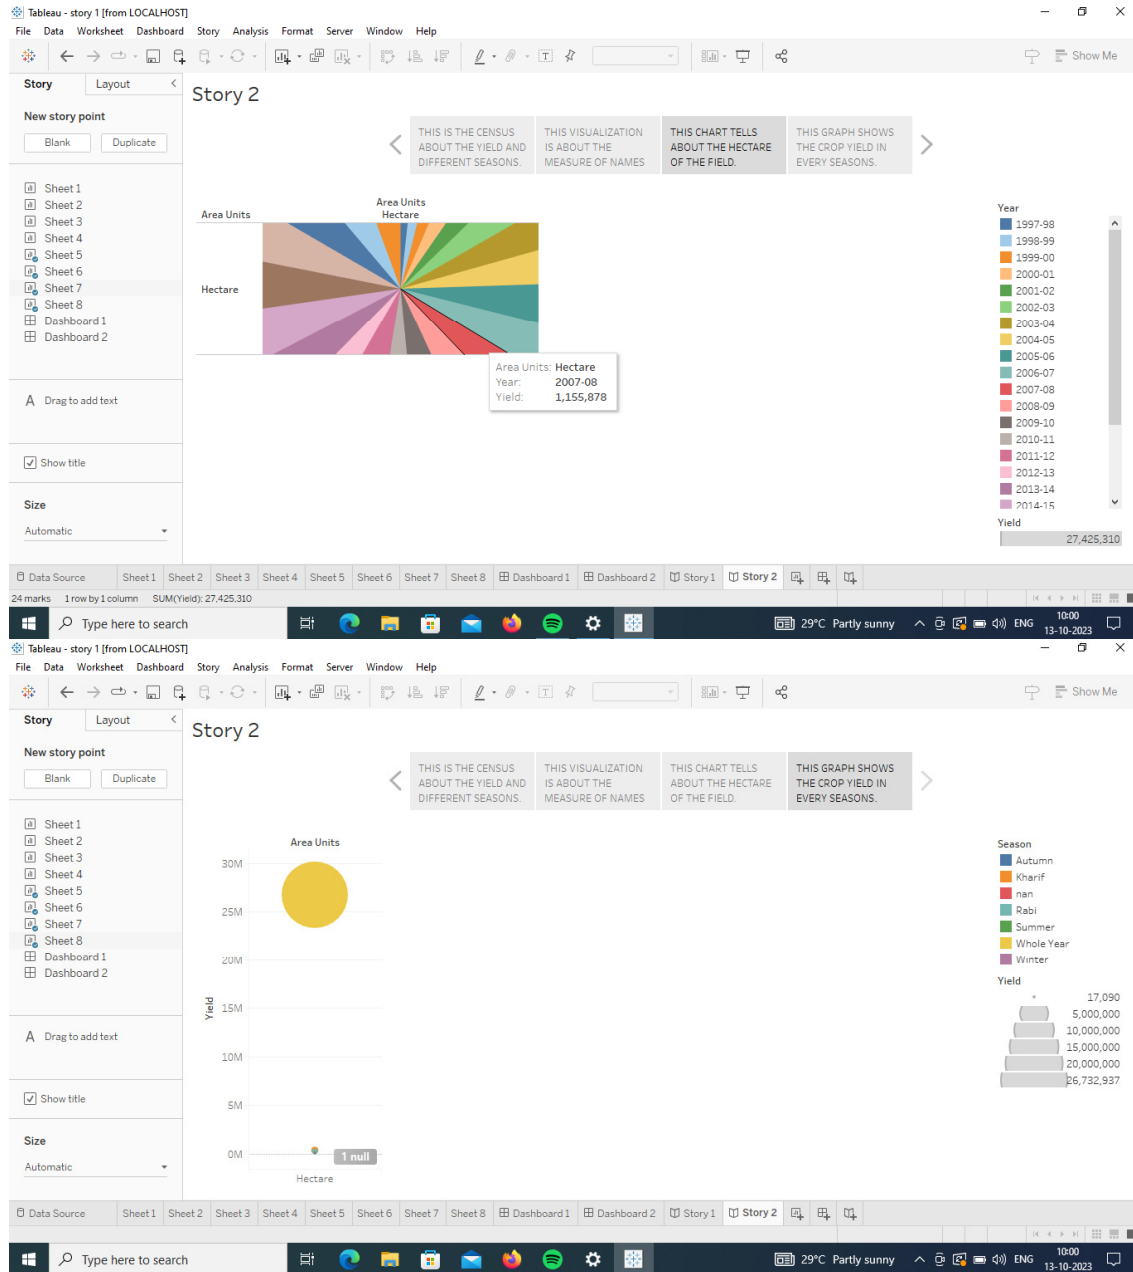 Tableau - story 1 [from LOCALHOST]
File Data Worksheet Dashboard Story Analysis Format Server Window Help
Show Me
Story Layout
New story point
Blank Duplicate
Sheet 1
Sheet 2
Sheet 3
Sheet 4
Sheet 5
Sheet 6
Sheet 7
Sheet 8
Dashboard 1
Dashboard 2
A Drag to add text
Show title
Size
Automatic
Story 2
THIS IS THE CENSUS
ABOUT THE YIELD AND
DIFFERENT SEASONS.
THIS VISUALIZATION
IS ABOUT THE
MEASURE OF NAMES
THIS CHART TELLS
ABOUT THE HECTARE
OF THE FIELD.
THIS GRAPH SHOWS
THE CROP YIELD IN
EVERY SEASONS.
Area Units
Area Units
Hectare
Hectare
Area Units: Hectare
Year: 2007-08
Yield: 1,155,878
Year
1997-98
1998-99
1999-00
2000-01
2001-02
2002-03
2003-04
2004-05
2005-06
2006-07
2007-08
2008-09
2009-10
2010-11
2011-12
2012-13
2013-14
2014-15
Yield
27,425,310
Data Source Sheet 1 Sheet 2 Sheet 3 Sheet 4 Sheet 5 Sheet 6 Sheet 7 Sheet 8 Dashboard 1 Dashboard 2 Story 1 Story 2
24 marks 1 row by 1 column SUM(Yield): 27,425,310
Type here to search
29°C Partly sunny ENG
10:00
13-10-2023
Tableau - story 1 [from LOCALHOST]
File Data Worksheet Dashboard Story Analysis Format Server Window Help
Show Me
Story Layout
New story point
Blank Duplicate
Sheet 1
Sheet 2
Sheet 3
Sheet 4
Sheet 5
Sheet 6
Sheet 7
Sheet 8
Dashboard 1
Dashboard 2
A Drag to add text
Show title
Size
Automatic
Story 2
THIS IS THE CENSUS
ABOUT THE YIELD AND
DIFFERENT SEASONS.
THIS VISUALIZATION
IS ABOUT THE
MEASURE OF NAMES
THIS CHART TELLS
ABOUT THE HECTARE
OF THE FIELD.
THIS GRAPH SHOWS
THE CROP YIELD IN
EVERY SEASONS.
Area Units
30M
25M
20M
15M
10M
5M
0M
Yield
1 null
Hectare
Season
Autumn
Kharif
nan
Rabi
Summer
Whole Year
Winter
Yield
17,090
5,000,000
10,000,000
15,000,000
20,000,000
26,732,937
Data Source Sheet 1 Sheet 2 Sheet 3 Sheet 4 Sheet 5 Sheet 6 Sheet 7 Sheet 8 Dashboard 1 Dashboard 2 Story 1 Story 2
Type here to search
29°C Partly sunny ENG
10:00
13-10-2023